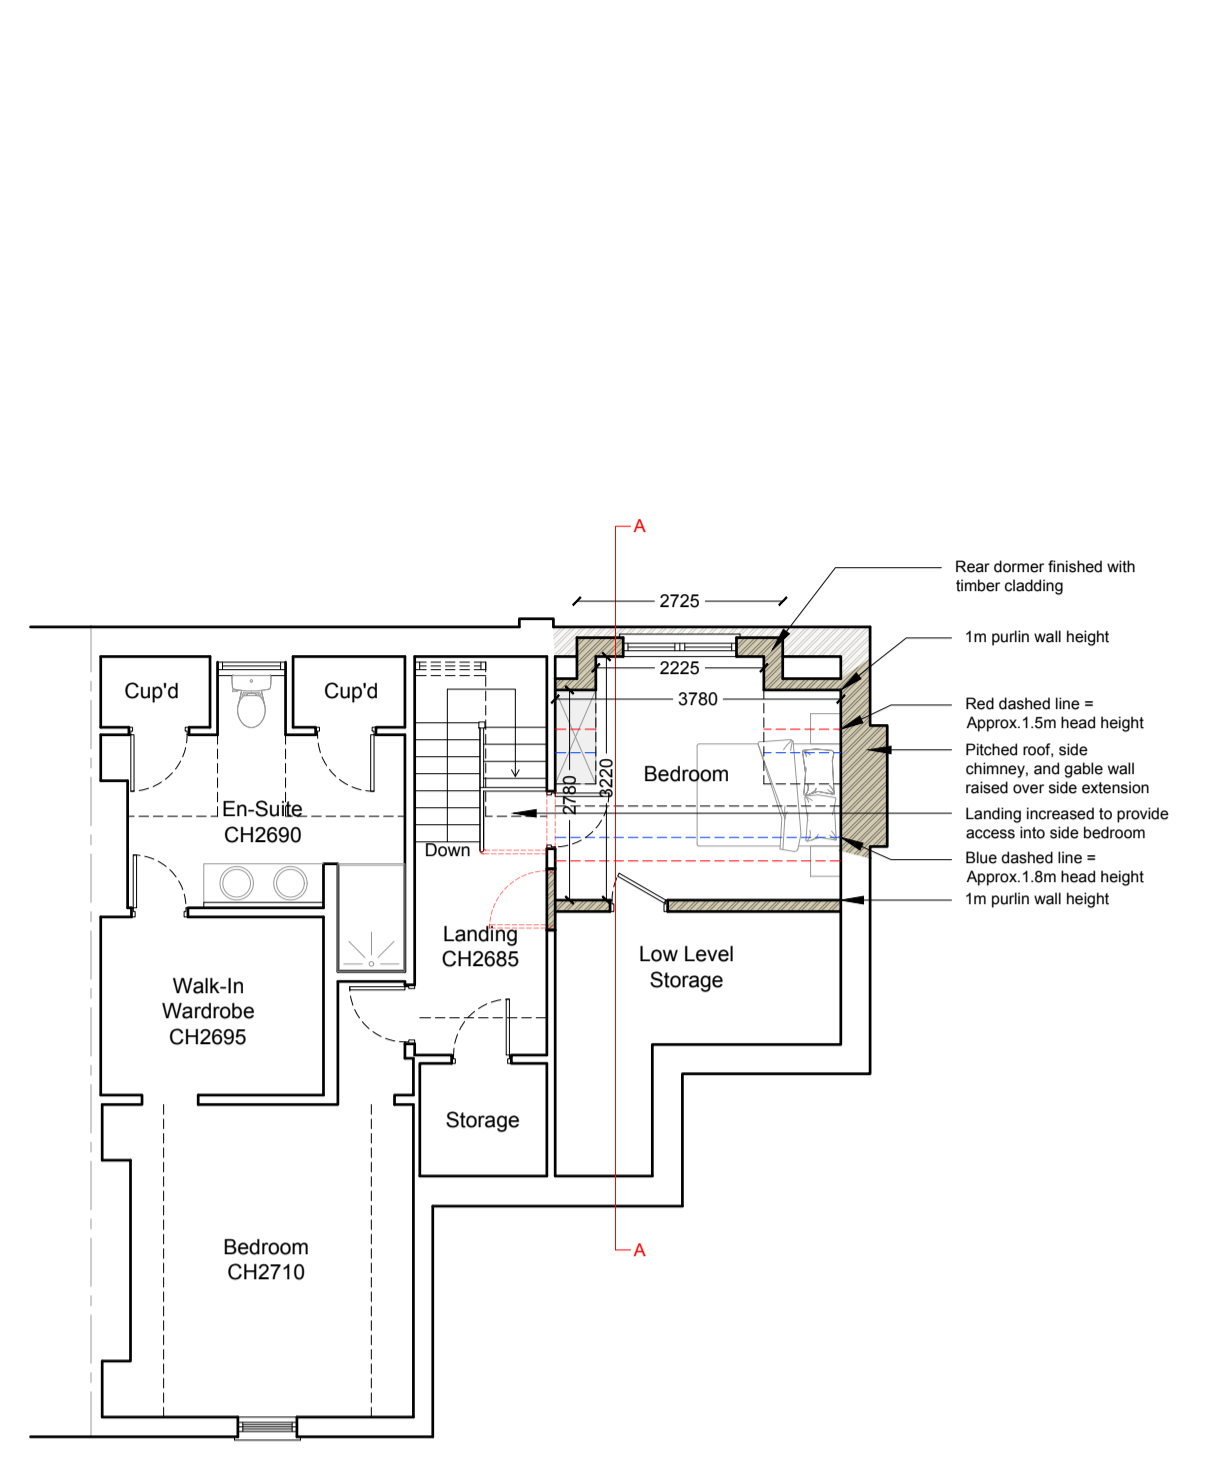 A
Rear dormer finished with
timber cladding
2725
1m purlin wall height
2225
3780
Cup'd
Cup'd
Red dashed line =
Approx.1.5m head height
Pitched roof, side
chimney, and gable wall
raised over side extension
Bedroom
2780
3220
En-Suite
CH2690
Landing increased to provide
access into side bedroom
Down
Blue dashed line =
Approx.1.8m head height
1m purlin wall height
Landing
CH2685
Low Level
Storage
Walk-In
Wardrobe
CH2695
Storage
Bedroom
CH2710
A